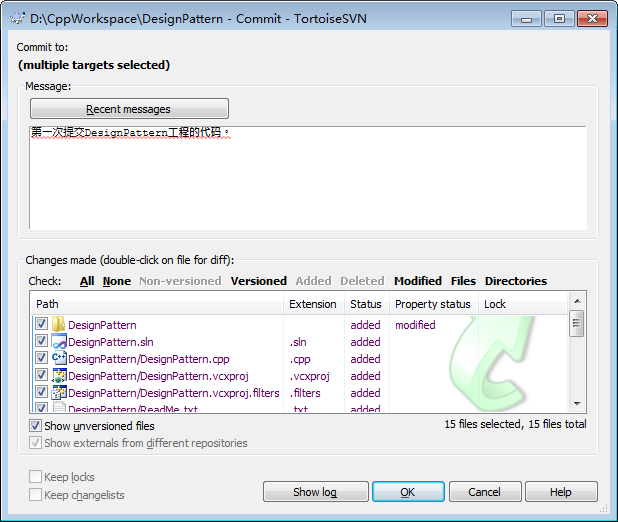 D:\CppWorkspace\DesignPattern - Commit - TortoiseSVN
Commit to:
(multiple targets selected)
Message:
Recent messages
第一次提交DesignPattern工程的代码。
Changes made (double-click on file for diff):
Check: All None Non-versioned Versioned Added Deleted Modified Files Directories
Path Extension Status Property status Lock
DesignPattern added modified
DesignPattern.sln .sln added
DesignPattern/DesignPattern.cpp .cpp added
DesignPattern/DesignPattern.vcxproj .vcxproj added
DesignPattern/DesignPattern.vcxproj.filters .filters added
DesignPattern/ReadMe.txt .txt added
Show unversioned files
15 files selected, 15 files total
Show externals from different repositories
Keep locks
Keep changelists
Show log OK Cancel Help